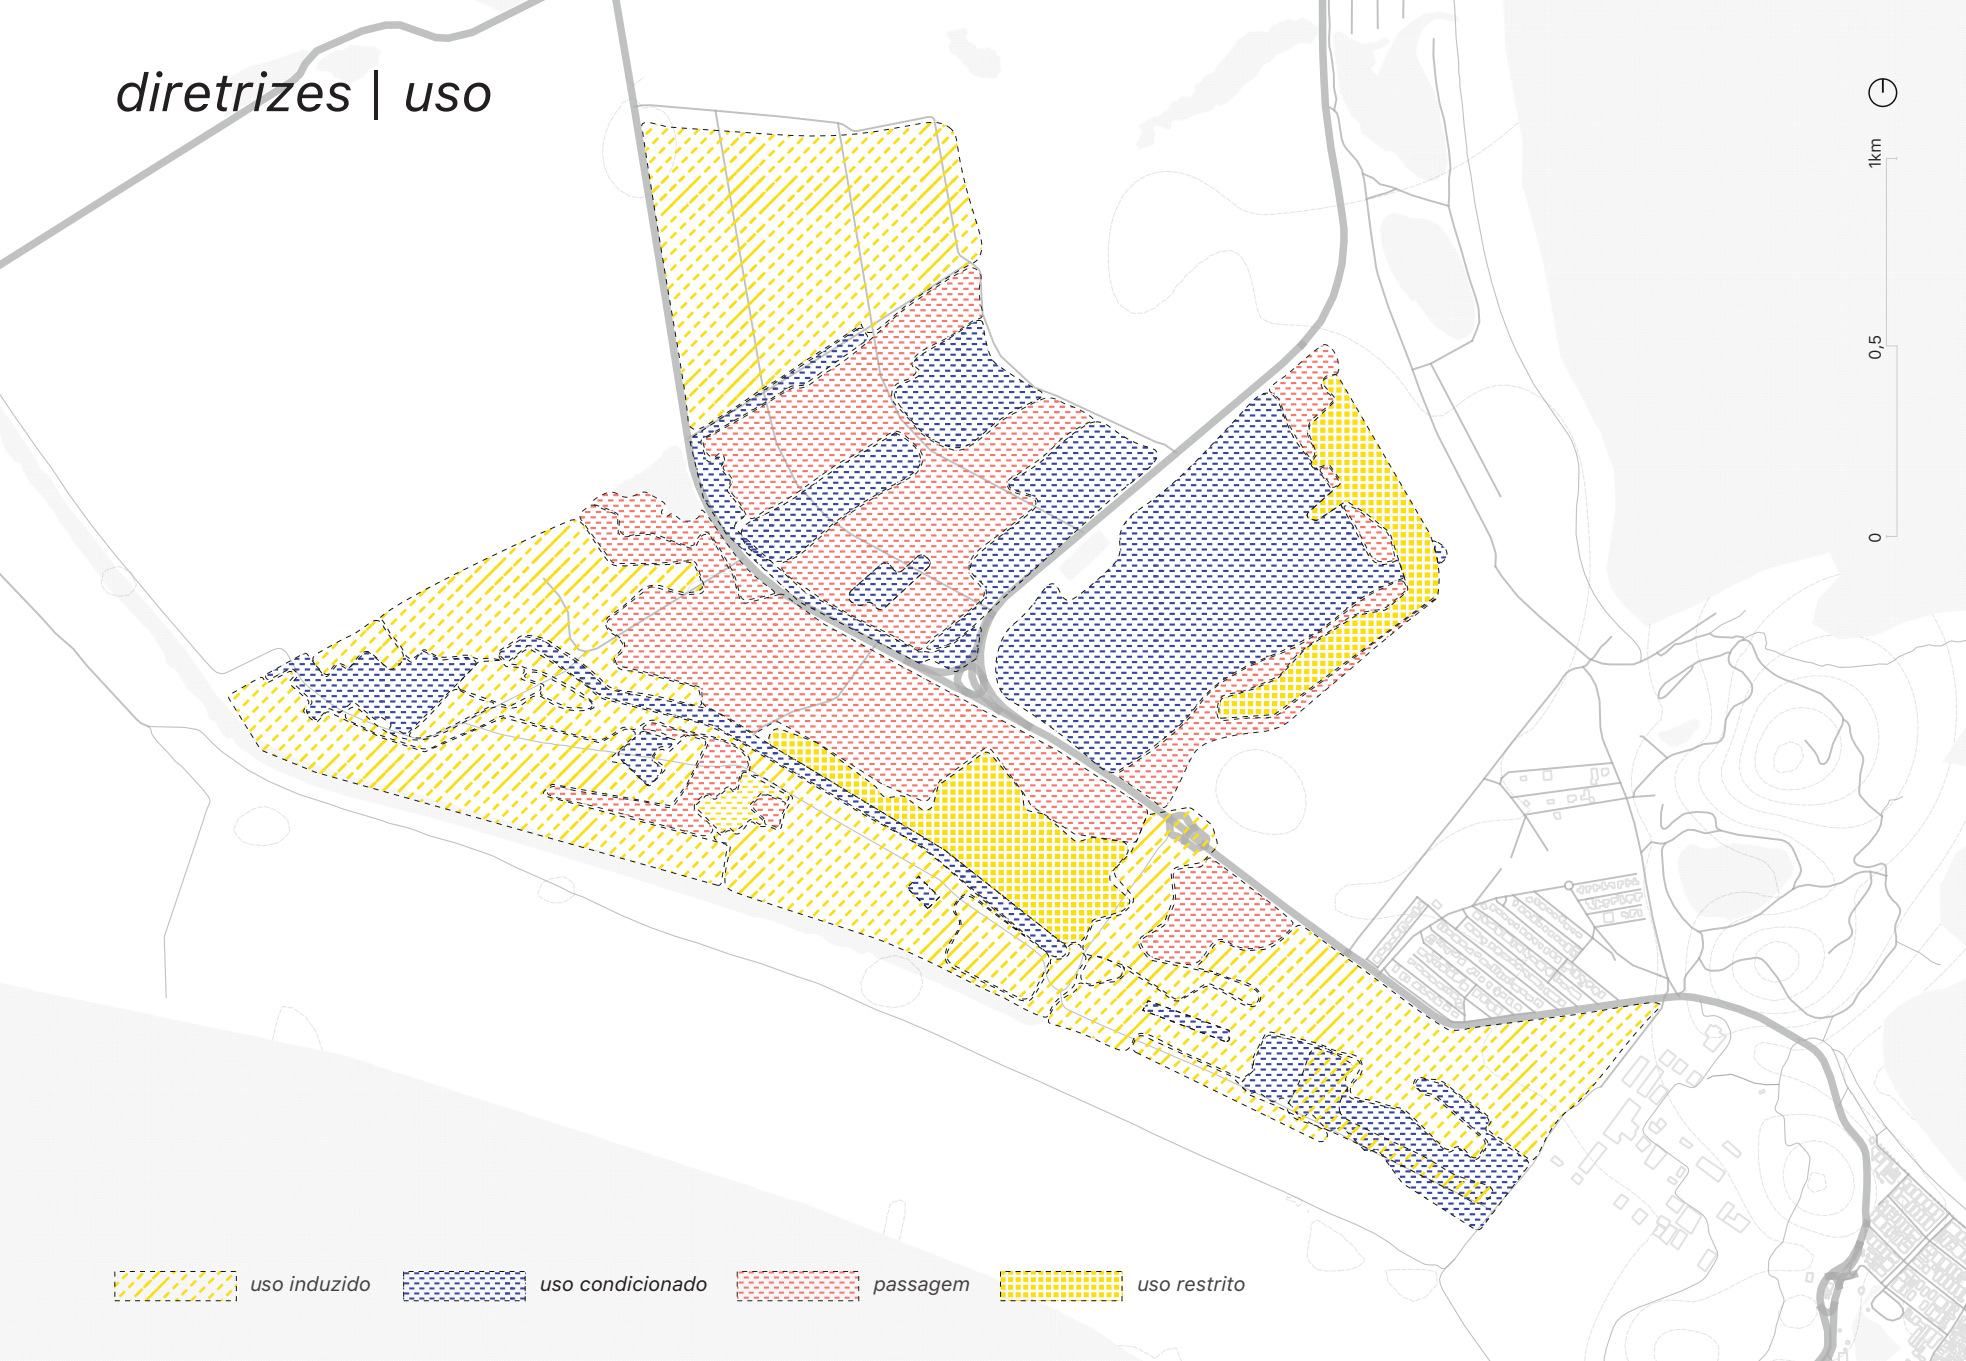 diretrizes | uso
1km
0,5
0
uso induzido
uso condicionado
passagem
uso restrito